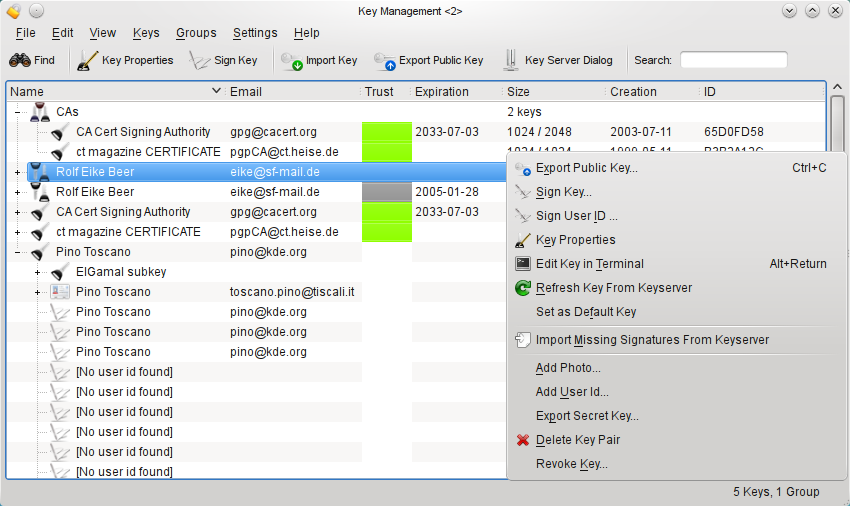 Key Management <2>
File Edit View Keys Groups Settings Help
Find Key Properties Sign Key Import Key Export Public Key Key Server Dialog Search:
Name Email Trust Expiration Size Creation ID
CAs 2 keys
CA Cert Signing Authority gpg@cacert.org 2033-07-03 1024 / 2048 2003-07-11 65D0FD58
ct magazine CERTIFICATE pgpCA@ct.heise.de
Rolf Eike Beer eike@sf-mail.de
Rolf Eike Beer eike@sf-mail.de 2005-01-28
CA Cert Signing Authority gpg@cacert.org 2033-07-03
ct magazine CERTIFICATE pgpCA@ct.heise.de
Pino Toscano pino@kde.org
ElGamal subkey
Pino Toscano toscano.pino@tiscali.it
Pino Toscano pino@kde.org
Pino Toscano pino@kde.org
Pino Toscano pino@kde.org
[No user id found]
[No user id found]
[No user id found]
[No user id found]
[No user id found]
[No user id found]
Export Public Key... Ctrl+C
Sign Key...
Sign User ID ...
Key Properties
Edit Key in Terminal Alt+Return
Refresh Key From Keyserver
Set as Default Key
Import Missing Signatures From Keyserver
Add Photo...
Add User Id...
Export Secret Key...
Delete Key Pair
Revoke Key...
5 Keys, 1 Group